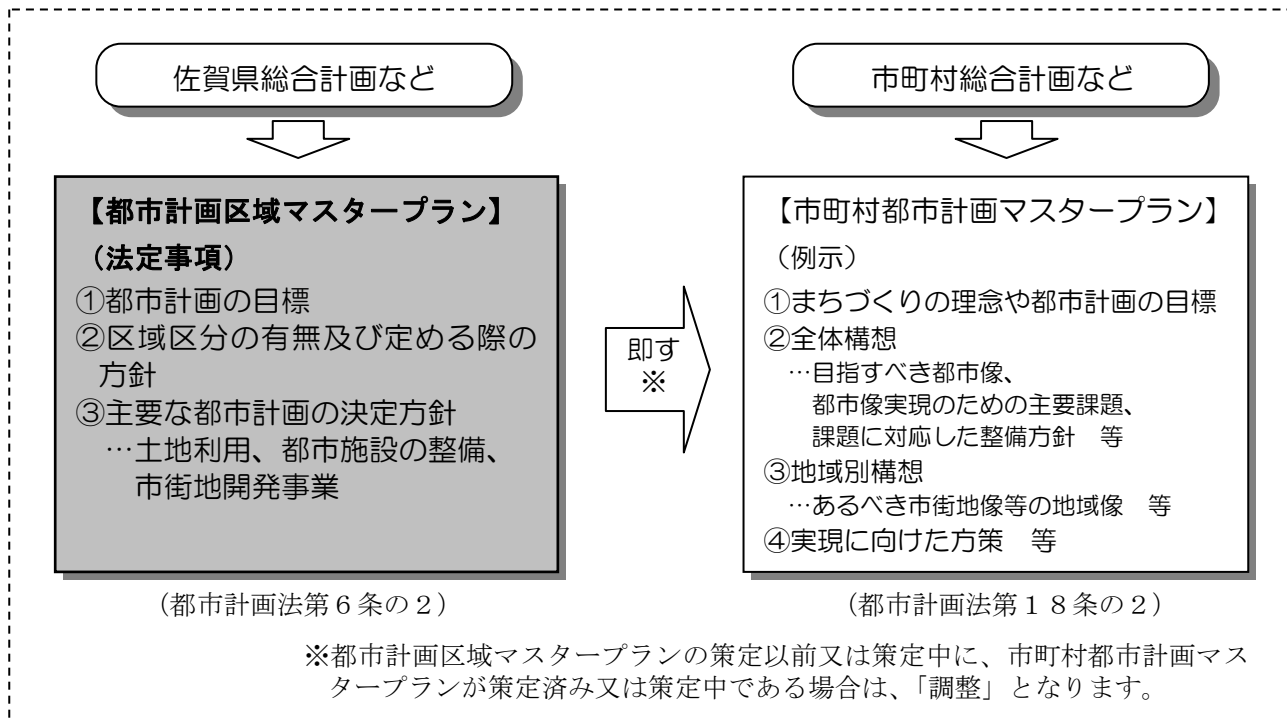 佐賀県総合計画など
【都市計画区域マスタープラン】
（法定事項）
①都市計画の目標
②区域区分の有無及び定める際の
方針
③主要な都市計画の決定方針
…土地利用、都市施設の整備、
市街地開発事業
（都市計画法第６条の２）
即す
※
市町村総合計画など
【市町村都市計画マスタープラン】
（例示）
①まちづくりの理念や都市計画の目標
②全体構想
…目指すべき都市像、
都市像実現のための主要課題、
課題に対応した整備方針　等
③地域別構想
…あるべき市街地像等の地域像　等
④実現に向けた方策　等
（都市計画法第１８条の２）
※都市計画区域マスタープランの策定以前又は策定中に、市町村都市計画マス
タープランが策定済み又は策定中である場合は、「調整」となります。